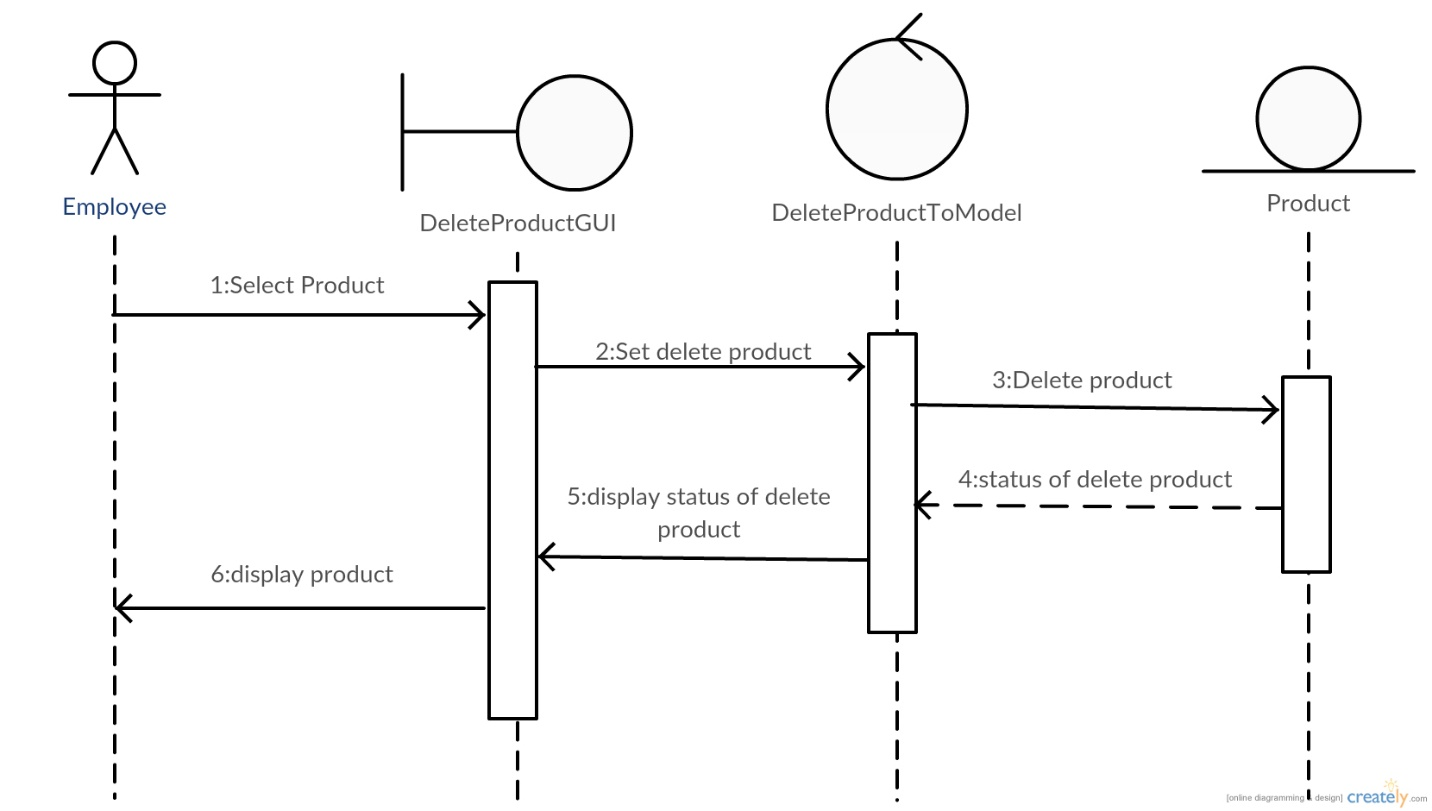 Employee
DeleteProductGUI
DeleteProductToModel
Product
1:Select Product
2:Set delete product
3:Delete product
4:status of delete product
5:display status of delete
product
6:display product
[online diagramming & design] creately.com